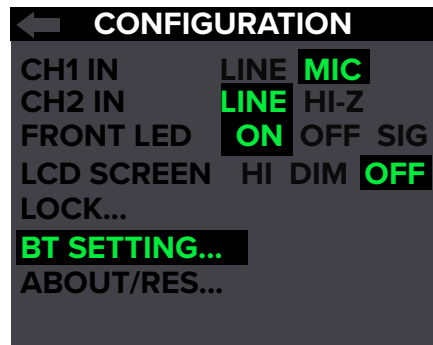 CONFIGURATION
CH1 IN LINE MIC
CH2 IN LINE HI-Z
FRONT LED ON OFF SIG
LCD SCREEN HI DIM OFF
LOCK...
BT SETTING...
ABOUT/RES...